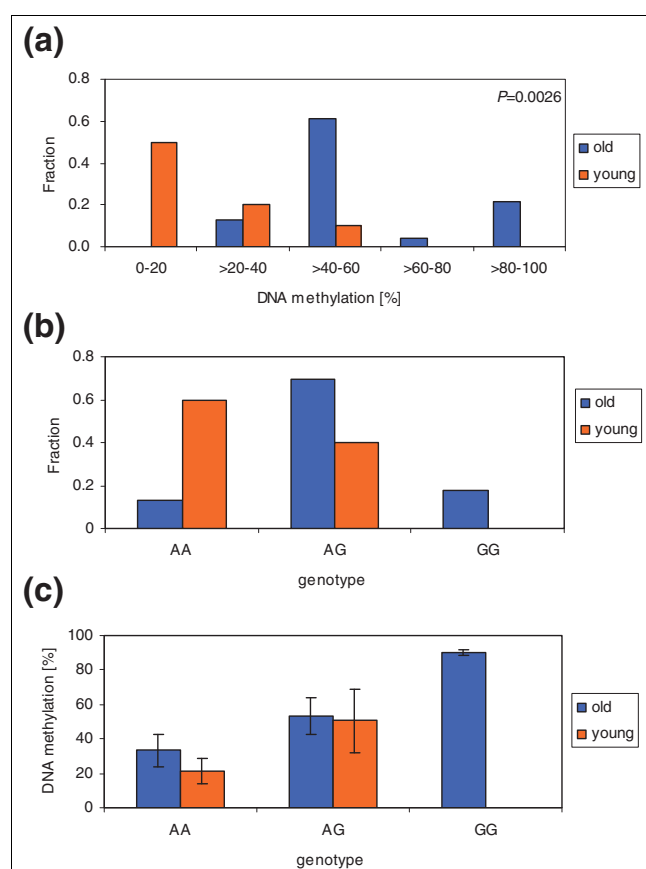 (a)
0.8
0.6
0.4
0.2
0.0
Fraction
P=0.0026
old
young
0-20
>20-40
>40-60
>60-80
>80-100
DNA methylation [%]
(b)
0.8
0.6
0.4
0.2
0
Fraction
old
young
AA
AG
GG
genotype
(c)
100
80
60
40
20
0
DNA methylation [%]
old
young
AA
AG
GG
genotype